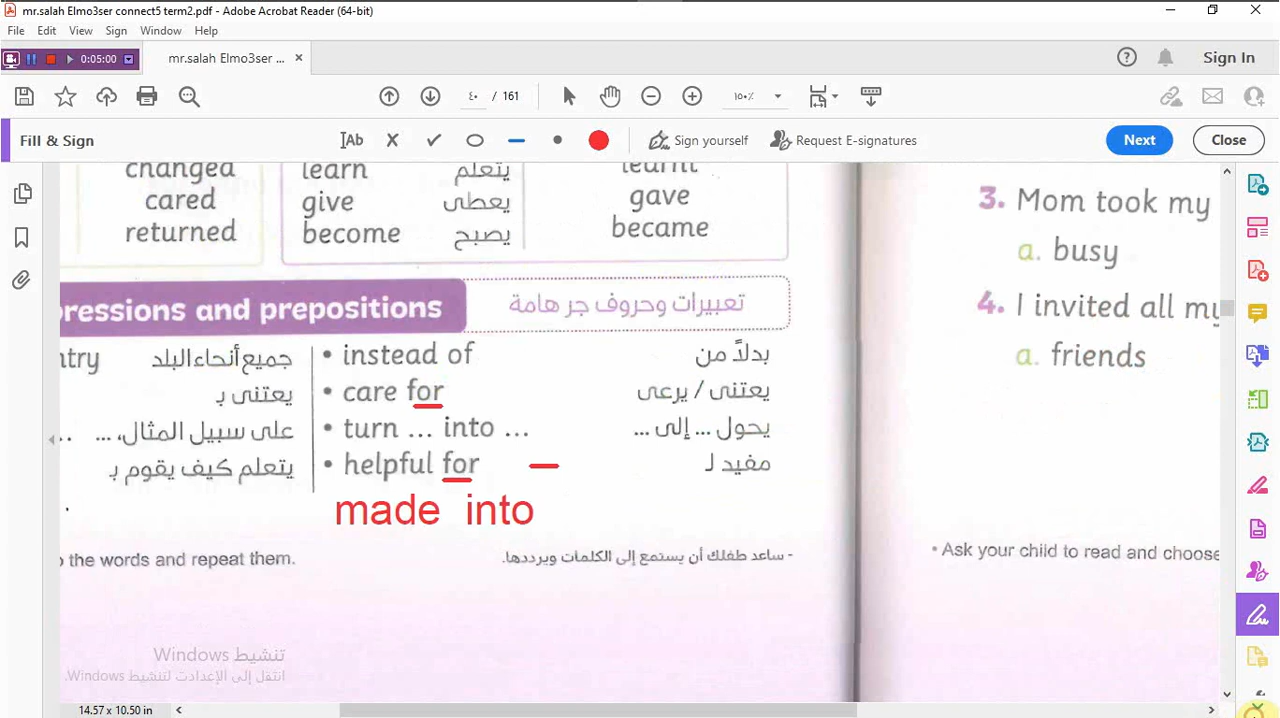 mr.salah Elmo3ser connect5 term2.pdf - Adobe Acrobat Reader (64-bit)
File Edit View Sign Window Help
0:05:00 mr.salah Elmo3ser ... × Sign In
٤٠ / 161 ١٥٠٪
Fill & Sign Ab Sign yourself Request E-signatures Next Close
changed learn يتعلم learnt
cared give يعطى gave
returned become يصبح became
pressions and prepositions تعبيرات وحروف جر هامة
ntry جميع أنحاء البلد • instead of بدلاً من
يعتنى بـ • care for يعتنى / يرعى
.. على سبيل المثال، ... • turn ... into ... يحول ... إلى ...
يتعلم كيف يقوم بـ • helpful for مفيد لـ
made into
o the words and repeat them. - ساعد طفلك أن يستمع إلى الكلمات ويرددها.
3. Mom took my
a. busy
4. I invited all my
a. friends
• Ask your child to read and choose
تنشيط Windows
انتقل إلى الإعدادت لتنشيط Windows.
14.57 x 10.50 in